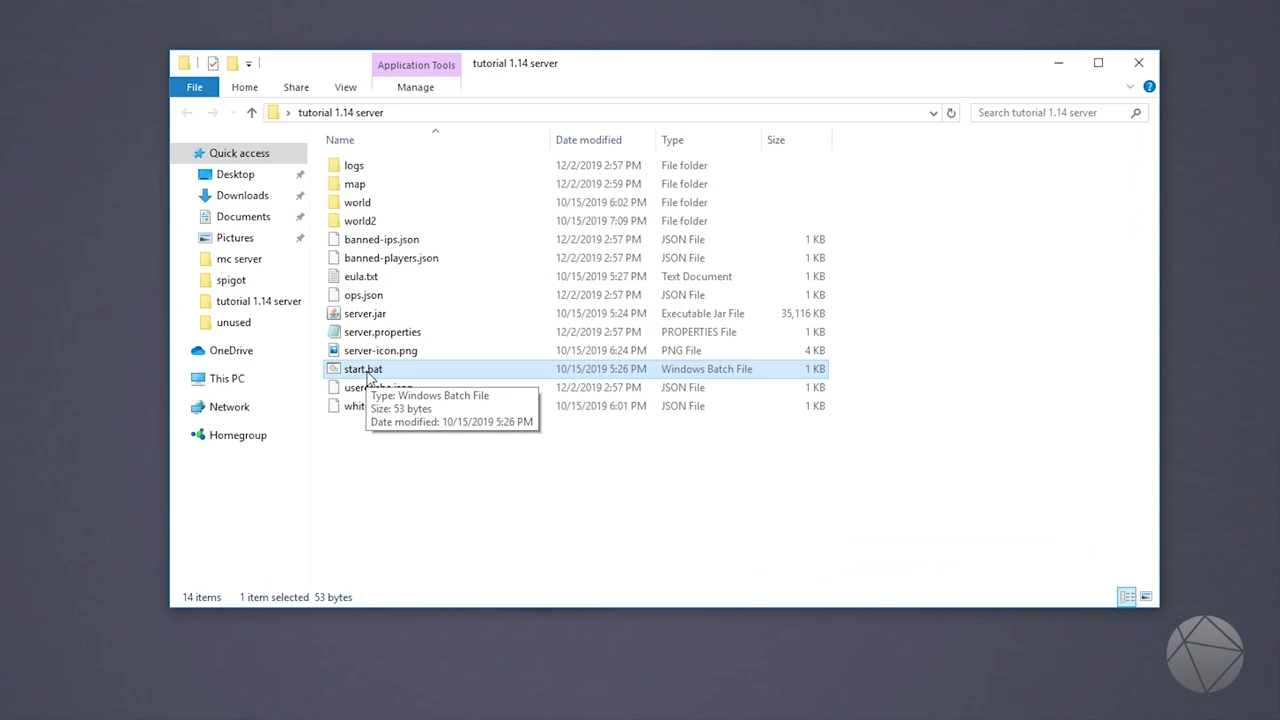 Application Tools
tutorial 1.14 server
File
Home
Share
View
Manage
tutorial 1.14 server
Search tutorial 1.14 server
Name
Date modified
Type
Size
Quick access
Desktop
Downloads
Documents
Pictures
mc server
spigot
tutorial 1.14 server
unused
OneDrive
This PC
Network
Homegroup
logs 12/2/2019 2:57 PM File folder
map 12/2/2019 2:59 PM File folder
world 10/15/2019 6:02 PM File folder
world2 10/15/2019 7:09 PM File folder
banned-ips.json 12/2/2019 2:57 PM JSON File 1 KB
banned-players.json 12/2/2019 2:57 PM JSON File 1 KB
eula.txt 10/15/2019 5:27 PM Text Document 1 KB
ops.json 12/2/2019 2:57 PM JSON File 1 KB
server.jar 10/15/2019 5:24 PM Executable Jar File 35,116 KB
server.properties 12/2/2019 2:57 PM PROPERTIES File 1 KB
server-icon.png 10/15/2019 6:24 PM PNG File 4 KB
start.bat 10/15/2019 5:26 PM Windows Batch File 1 KB
12/2/2019 2:57 PM JSON File 1 KB
whit 10/15/2019 6:01 PM JSON File 1 KB
Type: Windows Batch File
Size: 53 bytes
Date modified: 10/15/2019 5:26 PM
14 items 1 item selected 53 bytes